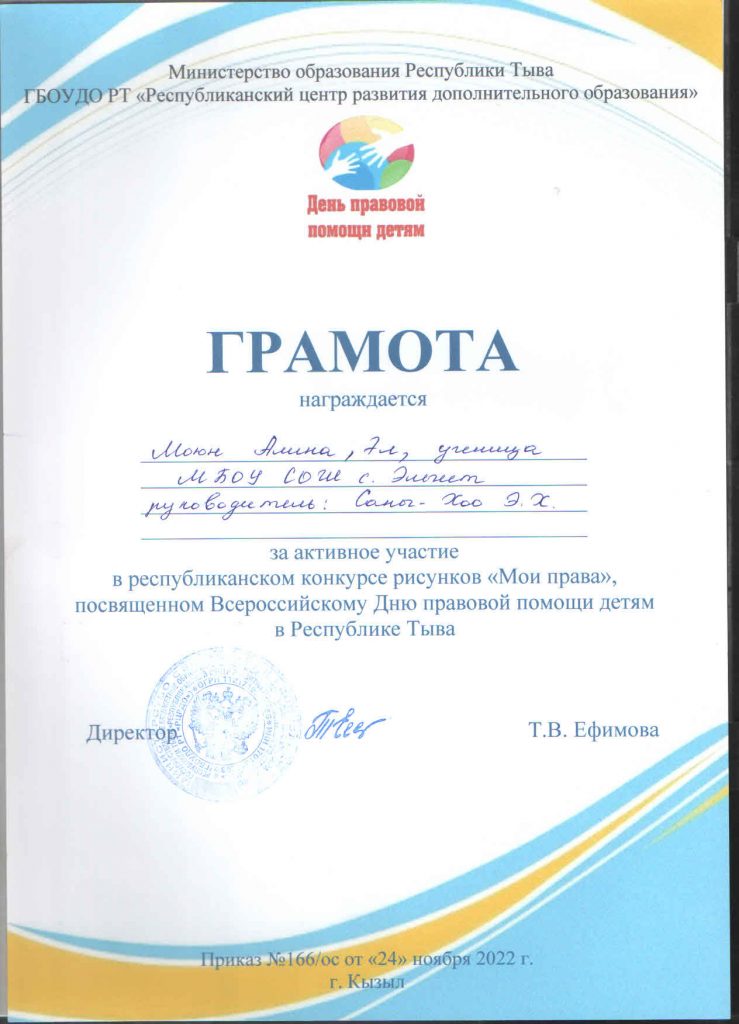 Министерство образования Республики Тыва
ГБОУДО РТ «Республиканский центр развития дополнительного образования»
День правовой
помощи детям
ГРАМОТА
награждается
Моюн Алина, 7л, ученица
МБОУ СОШ с. Элегест
руководитель: Саныг-Хоо Э.Х.
за активное участие
в республиканском конкурсе рисунков «Мои права»,
посвященном Всероссийскому Дню правовой помощи детям
в Республике Тыва
Директор
Т.В. Ефимова
Приказ №166/ос от «24» ноября 2022 г.
г. Кызыл